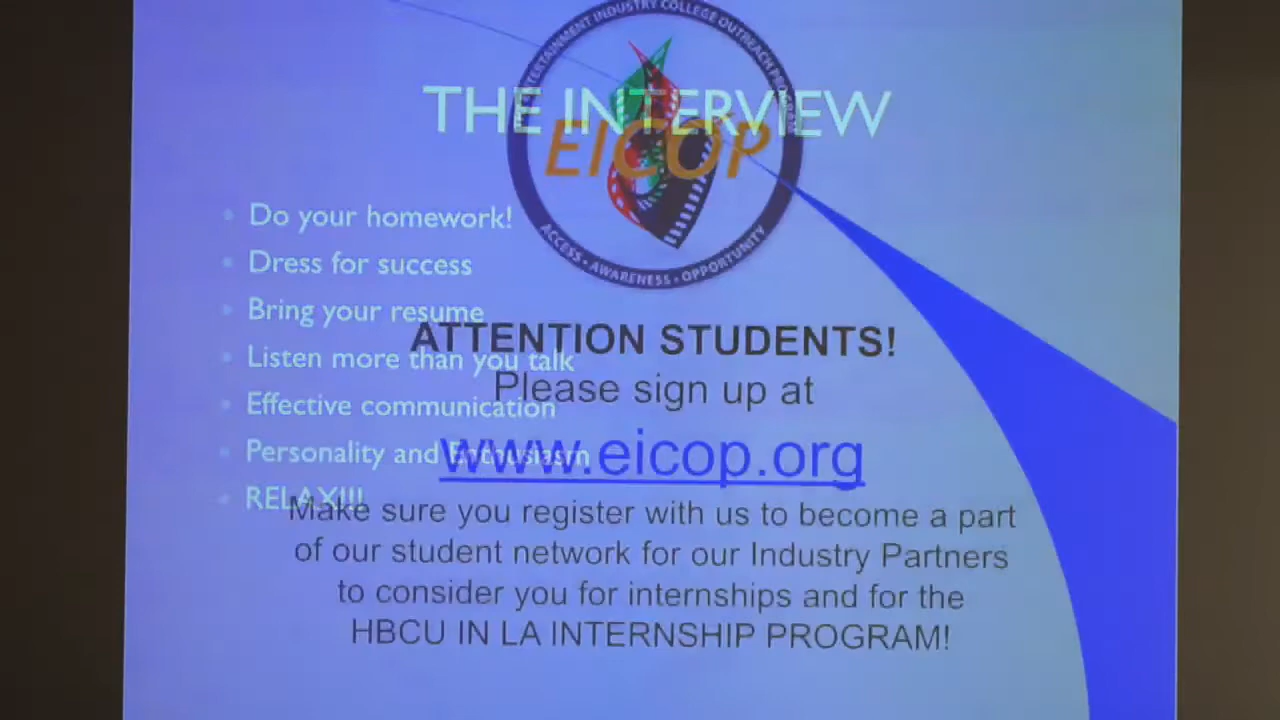 ENTERTAINMENT INDUSTRY COLLEGE OUTREACH PROGRAM
THE INTERVIEW
EICOP
ACCESS • AWARENESS • OPPORTUNITY
• Do your homework!
• Dress for success
• Bring your resume
• Listen more than you talk
• Effective communication
• Personality and Enthusiasm
• RELAX!!!
ATTENTION STUDENTS!
Please sign up at
www.eicop.org
Make sure you register with us to become a part
of our student network for our Industry Partners
to consider you for internships and for the
HBCU IN LA INTERNSHIP PROGRAM!